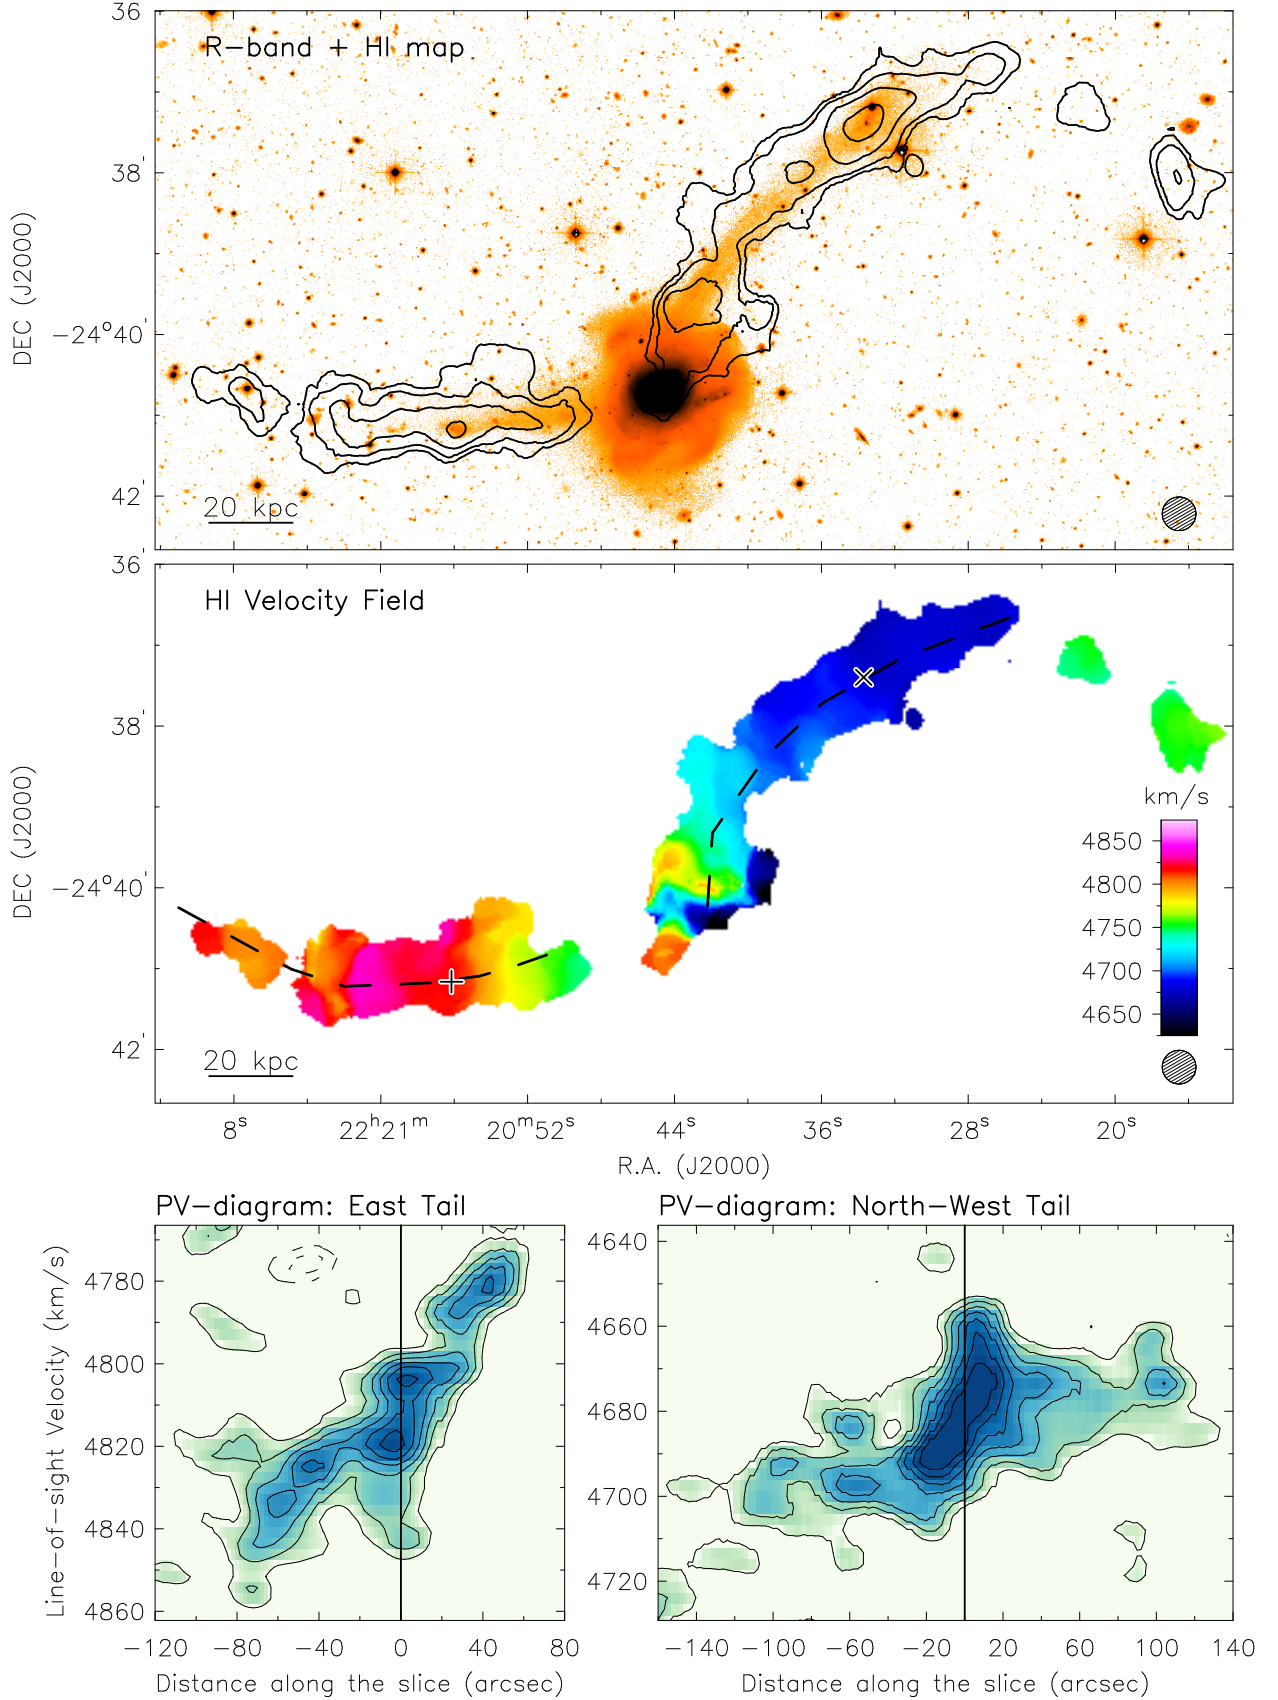 36
R-band + HI map
38'
DEC (J2000)
-24°40'
42'
20 kpc
36'
HI Velocity Field
38'
km/s
4850
4800
4750
4700
4650
DEC (J2000)
-24°40'
42'
20 kpc
8s 22h21m 20m52s 44s 36s 28s 20s
R.A. (J2000)
PV-diagram: East Tail
PV-diagram: North-West Tail
Line-of-sight Velocity (km/s)
4780
4800
4820
4840
4860
4640
4660
4680
4700
4720
-120 -80 -40 0 40 80
-140 -100 -60 -20 20 60 100 140
Distance along the slice (arcsec)
Distance along the slice (arcsec)